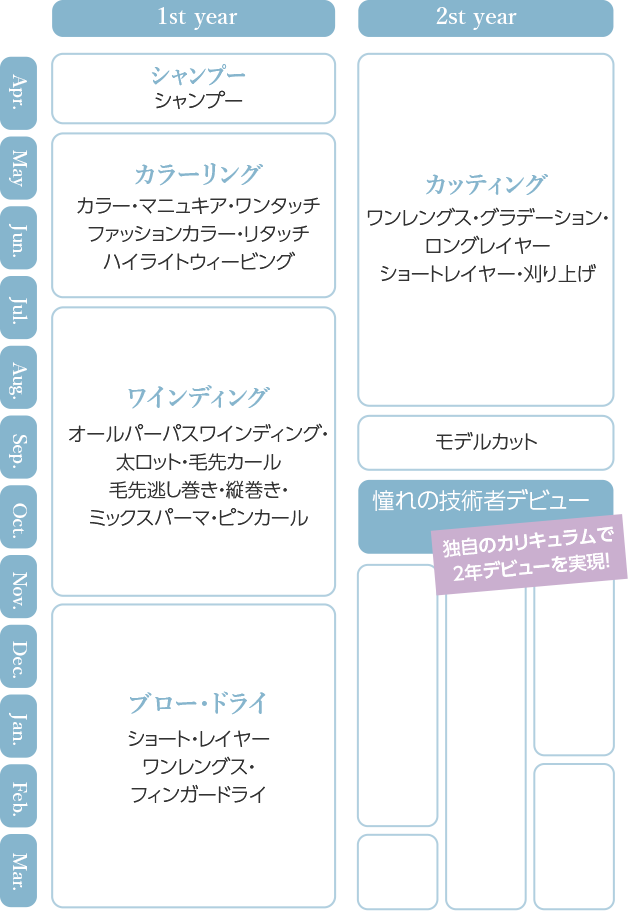 1st year
2nd year
Apr.
May
Jun.
Jul.
Aug.
Sep.
Oct.
Nov.
Dec.
Jan.
Feb.
Mar.
シャンプー
シャンプー
カラーリング
カラー・マニュキア・ワンタッチ
ファッションカラー・リタッチ
ハイライトウィービング
ワインディング
オールパーパスワインディング・
太ロット・毛先カール
毛先逃し巻き・縦巻き・
ミックスパーマ・ピンカール
ブロー・ドライ
ショート・レイヤー
ワンレングス・
フィンガードライ
カッティング
ワンレングス・グラデーション・
ロングレイヤー
ショートレイヤー・刈り上げ
モデルカット
憧れの技術者デビュー
独自のカリキュラムで
2年デビューを実現!